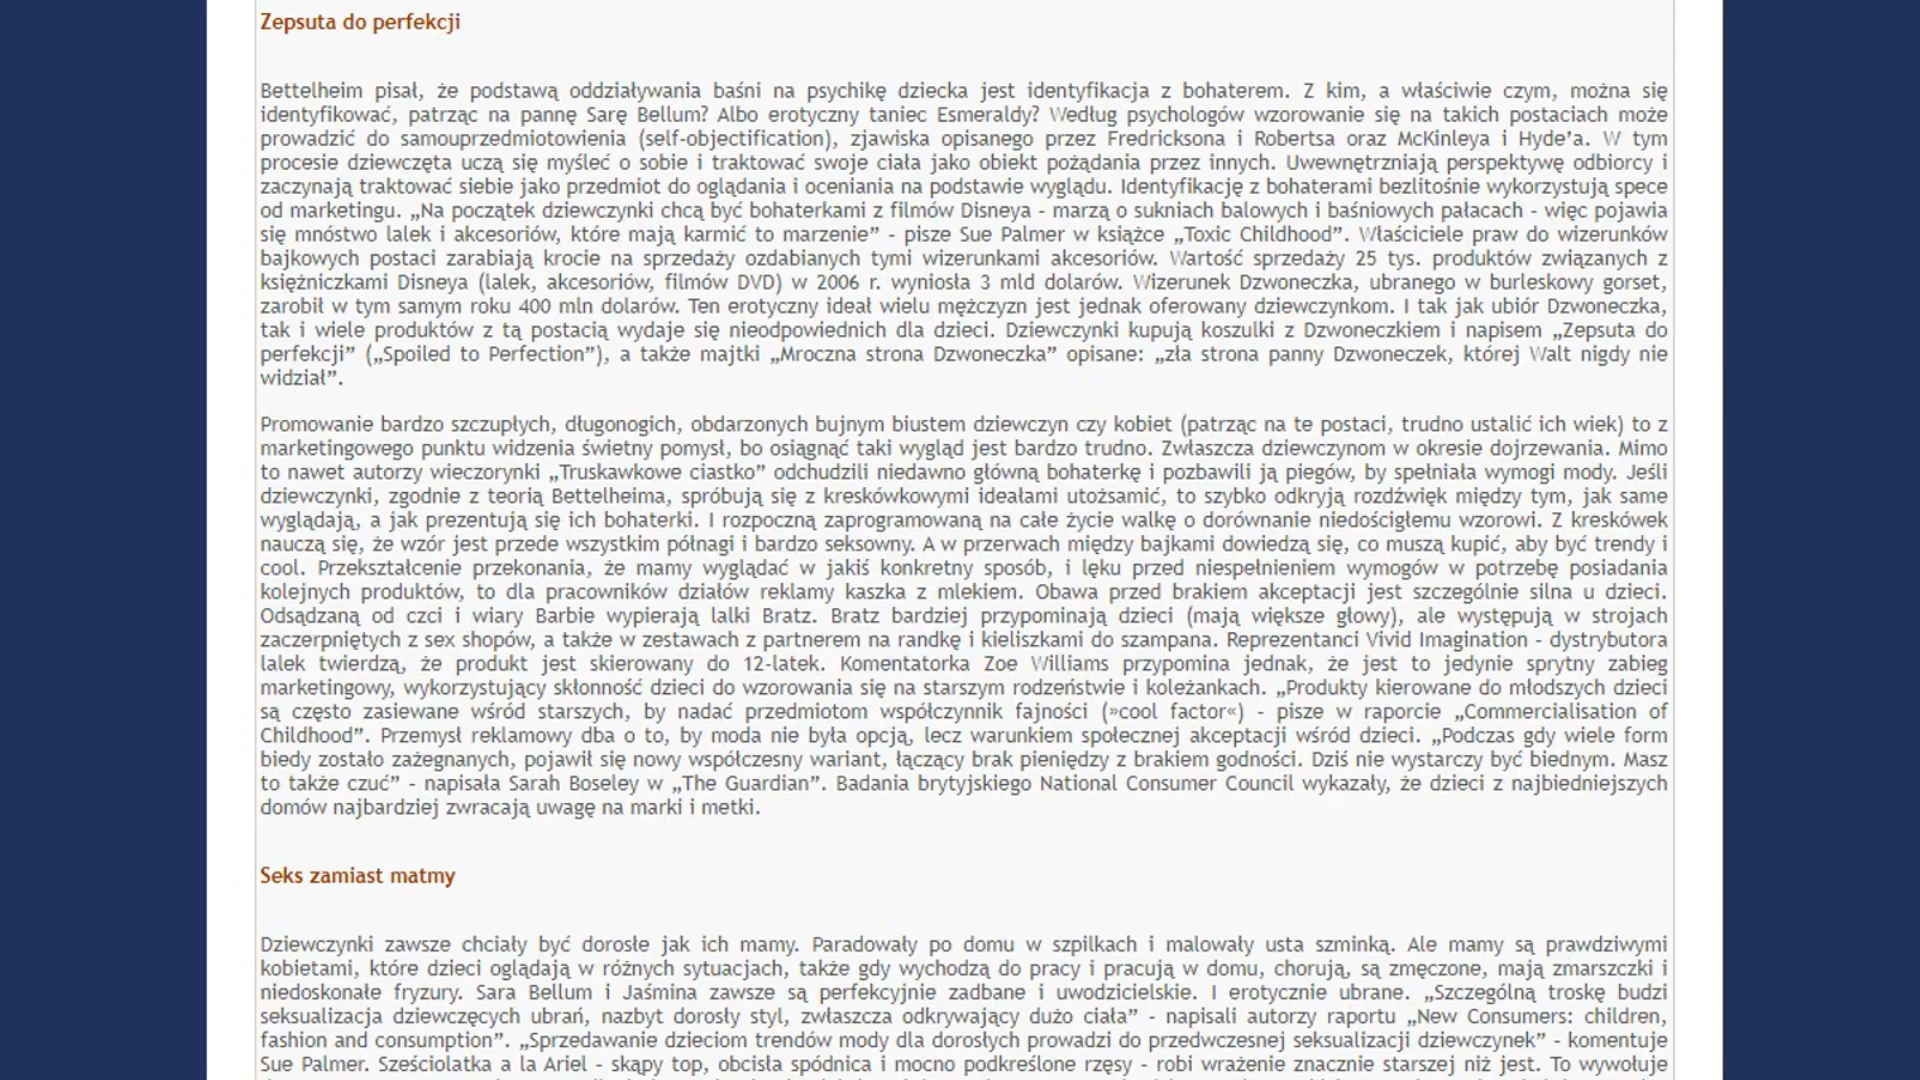 Zepsuta do perfekcji
Bettelheim pisał, że podstawą oddziaływania baśni na psychikę dziecka jest identyfikacja z bohaterem. Z kim, a właściwie czym, można się
identyfikować, patrząc na pannę Sarę Bellum? Albo erotyczny taniec Esmeraldy? Według psychologów wzorowanie się na takich postaciach może
prowadzić do samouprzedmiotowienia (self-objectification), zjawiska opisanego przez Fredricksona i Robertsa oraz McKinleya i Hyde’a. W tym
procesie dziewczęta uczą się myśleć o sobie i traktować swoje ciała jako obiekt pożądania przez innych. Uwewnętrzniają perspektywę odbiorcy i
zaczynają traktować siebie jako przedmiot do oglądania i oceniania na podstawie wyglądu. Identyfikację z bohaterami bezlitośnie wykorzystują spece
od marketingu. „Na początek dziewczynki chcą być bohaterkami z filmów Disneya - marzą o sukniach balowych i baśniowych pałacach - więc pojawia
się mnóstwo lalek i akcesoriów, które mają karmić to marzenie” - pisze Sue Palmer w książce „Toxic Childhood”. Właściciele praw do wizerunków
bajkowych postaci zarabiają krocie na sprzedaży ozdabianych tymi wizerunkami akcesoriów. Wartość sprzedaży 25 tys. produktów związanych z
księżniczkami Disneya (lalek, akcesoriów, filmów DVD) w 2006 r. wyniosła 3 mld dolarów. Wizerunek Dzwoneczka, ubranego w burleskowy gorset,
zarobił w tym samym roku 400 mln dolarów. Ten erotyczny ideał wielu mężczyzn jest jednak oferowany dziewczynkom. I tak jak ubiór Dzwoneczka,
tak i wiele produktów z tą postacią wydaje się nieodpowiednich dla dzieci. Dziewczynki kupują koszulki z Dzwoneczkiem i napisem „Zepsuta do
perfekcji” („Spoiled to Perfection”), a także majtki „Mroczna strona Dzwoneczka” opisane: „zła strona panny Dzwoneczek, której Walt nigdy nie
widział”.
Promowanie bardzo szczupłych, długonogich, obdarzonych bujnym biustem dziewczyn czy kobiet (patrząc na te postaci, trudno ustalić ich wiek) to z
marketingowego punktu widzenia świetny pomysł, bo osiągnąć taki wygląd jest bardzo trudno. Zwłaszcza dziewczynom w okresie dojrzewania. Mimo
to nawet autorzy wieczorynki „Truskawkowe ciastko” odchudzili niedawno główną bohaterkę i pozbawili ją piegów, by spełniała wymogi mody. Jeśli
dziewczynki, zgodnie z teorią Bettelheima, spróbują się z kreskówkowymi ideałami utożsamić, to szybko odkryją rozdźwięk między tym, jak same
wyglądają, a jak prezentują się ich bohaterki. I rozpoczną zaprogramowaną na całe życie walkę o dorównanie niedościgłemu wzorowi. Z kreskówek
nauczą się, że wzór jest przede wszystkim półnagi i bardzo seksowny. A w przerwach między bajkami dowiedzą się, co muszą kupić, aby być trendy i
cool. Przekształcenie przekonania, że mamy wyglądać w jakiś konkretny sposób, i lęku przed niespełnieniem wymogów w potrzebę posiadania
kolejnych produktów, to dla pracowników działów reklamy kaszka z mlekiem. Obawa przed brakiem akceptacji jest szczególnie silna u dzieci.
Odsądzaną od czci i wiary Barbie wypierają lalki Bratz. Bratz bardziej przypominają dzieci (mają większe głowy), ale występują w strojach
zaczerpniętych z sex shopów, a także w zestawach z partnerem na randkę i kieliszkami do szampana. Reprezentanci Vivid Imagination - dystrybutora
lalek twierdzą, że produkt jest skierowany do 12-latek. Komentatorka Zoe Williams przypomina jednak, że jest to jedynie sprytny zabieg
marketingowy, wykorzystujący skłonność dzieci do wzorowania się na starszym rodzeństwie i koleżankach. „Produkty kierowane do młodszych dzieci
są często zasiewane wśród starszych, by nadać przedmiotom współczynnik fajności (»cool factor«) - pisze w raporcie „Commercialisation of
Childhood”. Przemysł reklamowy dba o to, by moda nie była opcją, lecz warunkiem społecznej akceptacji wśród dzieci. „Podczas gdy wiele form
biedy zostało zażegnanych, pojawił się nowy współczesny wariant, łączący brak pieniędzy z brakiem godności. Dziś nie wystarczy być biednym. Masz
to także czuć” - napisała Sarah Boseley w „The Guardian”. Badania brytyjskiego National Consumer Council wykazały, że dzieci z najbiedniejszych
domów najbardziej zwracają uwagę na marki i metki.
Seks zamiast matmy
Dziewczynki zawsze chciały być dorosłe jak ich mamy. Paradowały po domu w szpilkach i malowały usta szminką. Ale mamy są prawdziwymi
kobietami, które dzieci oglądają w różnych sytuacjach, także gdy wychodzą do pracy i pracują w domu, chorują, są zmęczone, mają zmarszczki i
niedoskonałe fryzury. Sara Bellum i Jaśmina zawsze są perfekcyjnie zadbane i uwodzicielskie. I erotycznie ubrane. „Szczególną troskę budzi
seksualizacja dziewczęcych ubrań, nazbyt dorosły styl, zwłaszcza odkrywający dużo ciała” - napisali autorzy raportu „New Consumers: children,
fashion and consumption”. „Sprzedawanie dzieciom trendów mody dla dorosłych prowadzi do przedwczesnej seksualizacji dziewczynek” - komentuje
Sue Palmer. Sześciolatka a la Ariel - skąpy top, obcisła spódnica i mocno podkreślone rzęsy - robi wrażenie znacznie starszej niż jest. To wywołuje